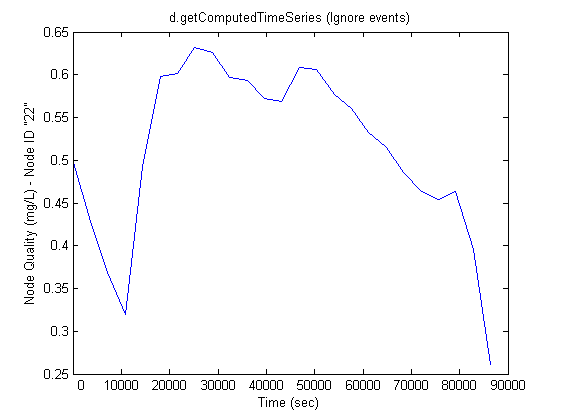 d.getComputedTimeSeries (Ignore events)
Node Quality (mg/L) - Node ID "22"
0.65
0.6
0.55
0.5
0.45
0.4
0.35
0.3
0.25
0 10000 20000 30000 40000 50000 60000 70000 80000 90000
Time (sec)